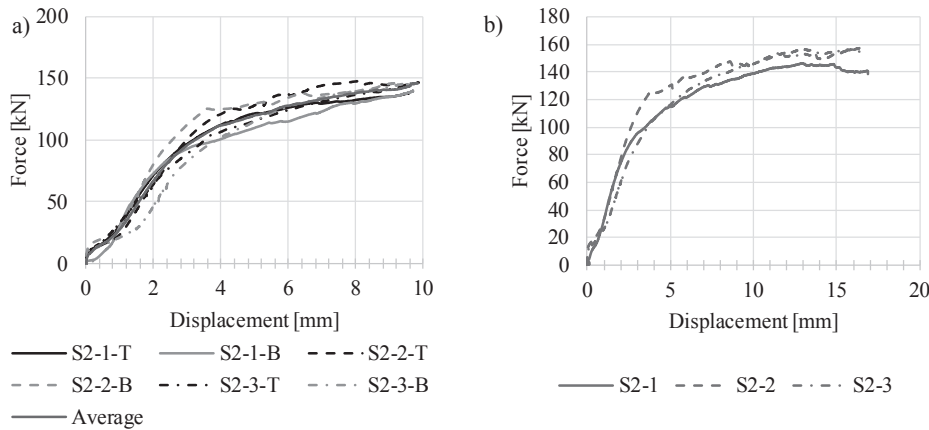 a)
Force [kN]
200
150
100
50
0
0 2 4 6 8 10
Displacement [mm]
S2-1-T S2-1-B S2-2-T
S2-2-B S2-3-T S2-3-B
Average
b)
Force [kN]
180
160
140
120
100
80
60
40
20
0
0 5 10 15 20
Displacement [mm]
S2-1 S2-2 S2-3